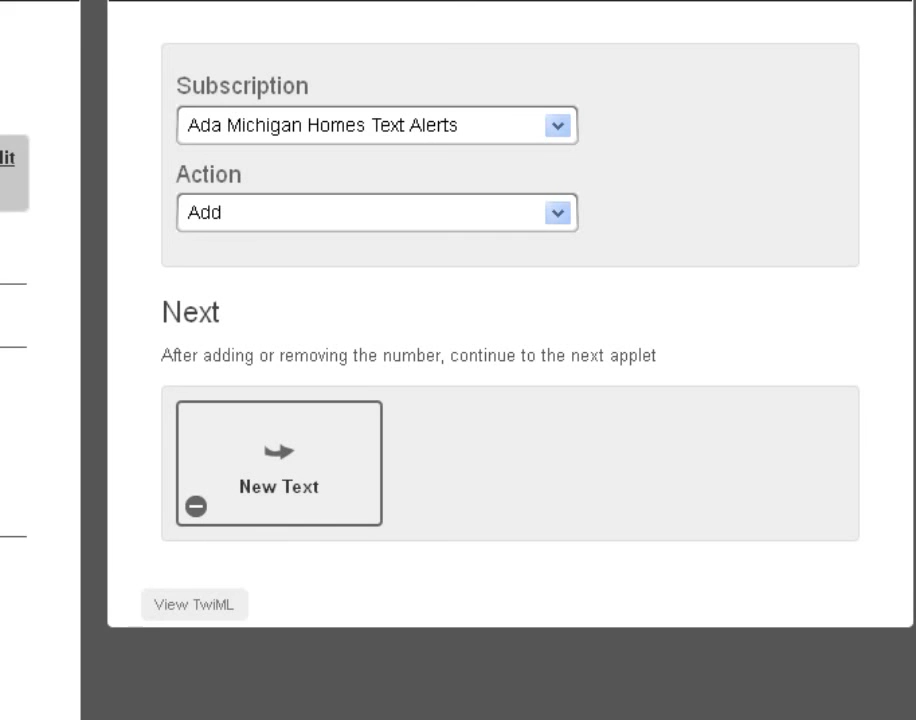 Subscription
Ada Michigan Homes Text Alerts
Action
Add
Next
After adding or removing the number, continue to the next applet
New Text
View TwiML